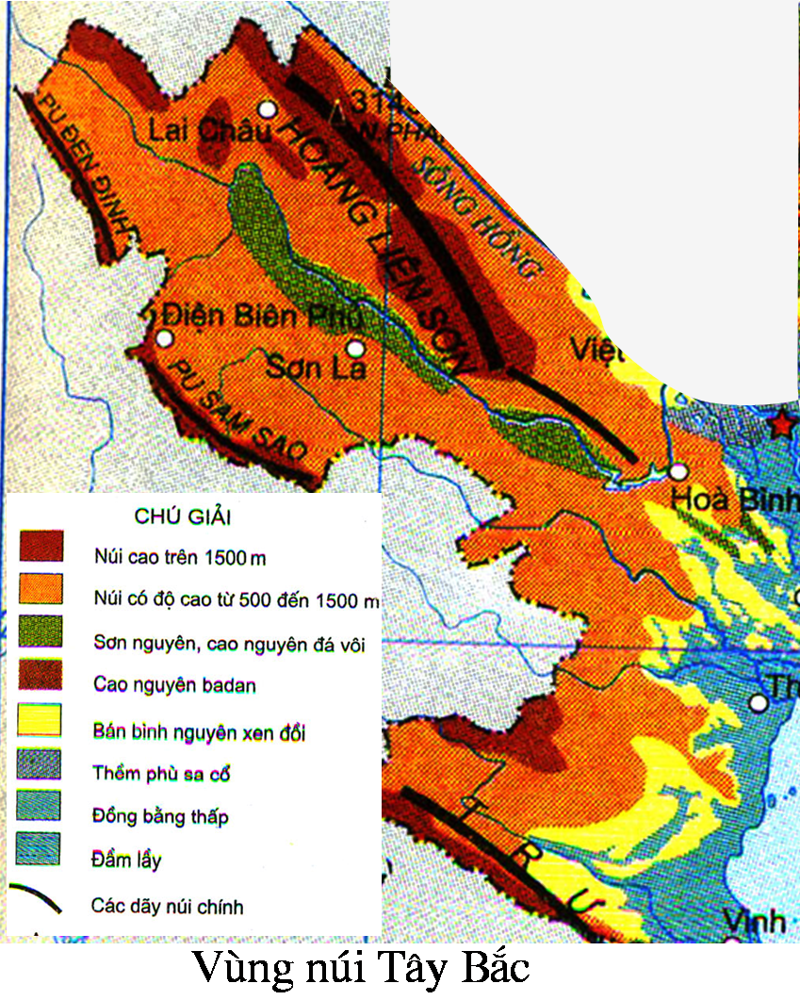 PU ĐEN ĐINH
Lai Châu
3143
HOÀNG LIÊN SƠN
SÔNG HỒNG
Điện Biên Phủ
Sơn La
Việt
PU SAM SAO
Hoà Bình
CHÚ GIẢI
Núi cao trên 1500 m
Núi có độ cao từ 500 đến 1500 m
Sơn nguyên, cao nguyên đá vôi
Cao nguyên badan
Bán bình nguyên xen đồi
Thềm phù sa cổ
Đồng bằng thấp
Đầm lầy
Các dãy núi chính
Th
T R Ư
Vinh
Vùng núi Tây Bắc